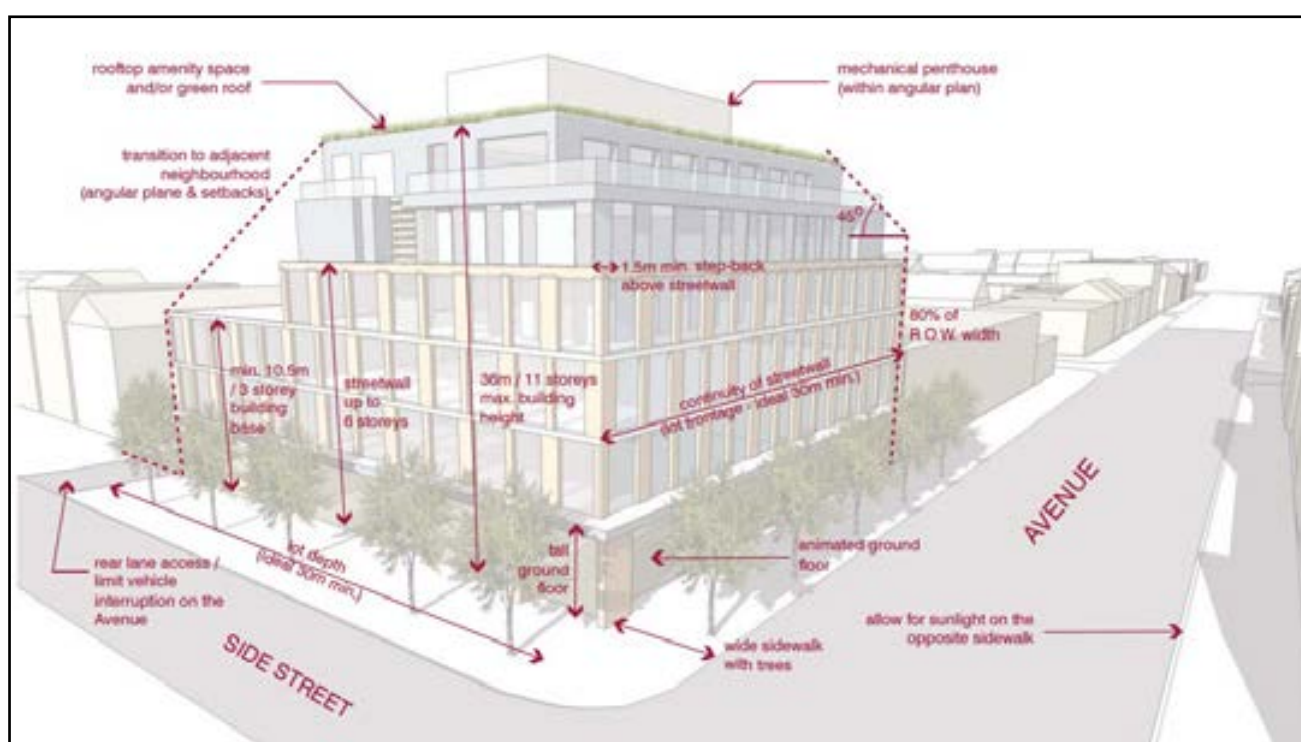 rooftop amenity space
and/or green roof
mechanical penthouse
(within angular plan)
transition to adjacent
neighbourhood
(angular plane & setbacks)
45°
1.5m min. step-back
above streetwall
80% of
R.O.W. width
min. 10.5m
/ 3 storey
building
base
streetwall
up to
6 storeys
36m / 11 storeys
max. building
height
continuity of streetwall
(lot frontage - ideal 30m min.)
AVENUE
lot depth
(ideal 30m min.)
tall
ground
floor
animated ground
floor
rear lane access /
limit vehicle
interruption on the
Avenue
allow for sunlight on the
opposite sidewalk
wide sidewalk
with trees
SIDE STREET